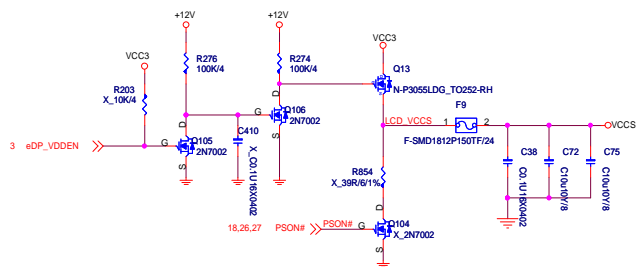 +12V
+12V
VCC3
R276
100K/4
R274
100K/4
VCC3
R203
X_10K/4
Q13
N-P3055LDG_TO252-RH
F9
D
G
Q106
2N7002
S
LCD_VCCS
1
2
VCCS
F-SMD1812P150TF/24
3 eDP_VDDEN
D
G
Q105
2N7002
S
C410
X_C0.1U16X0402
C38
C0.1U16X0402
C72
C10u10Y/8
C75
C10u10Y/8
R854
X_39R/6/1%
18,26,27 PSON#
PSON#
D
G
Q104
X_2N7002
S